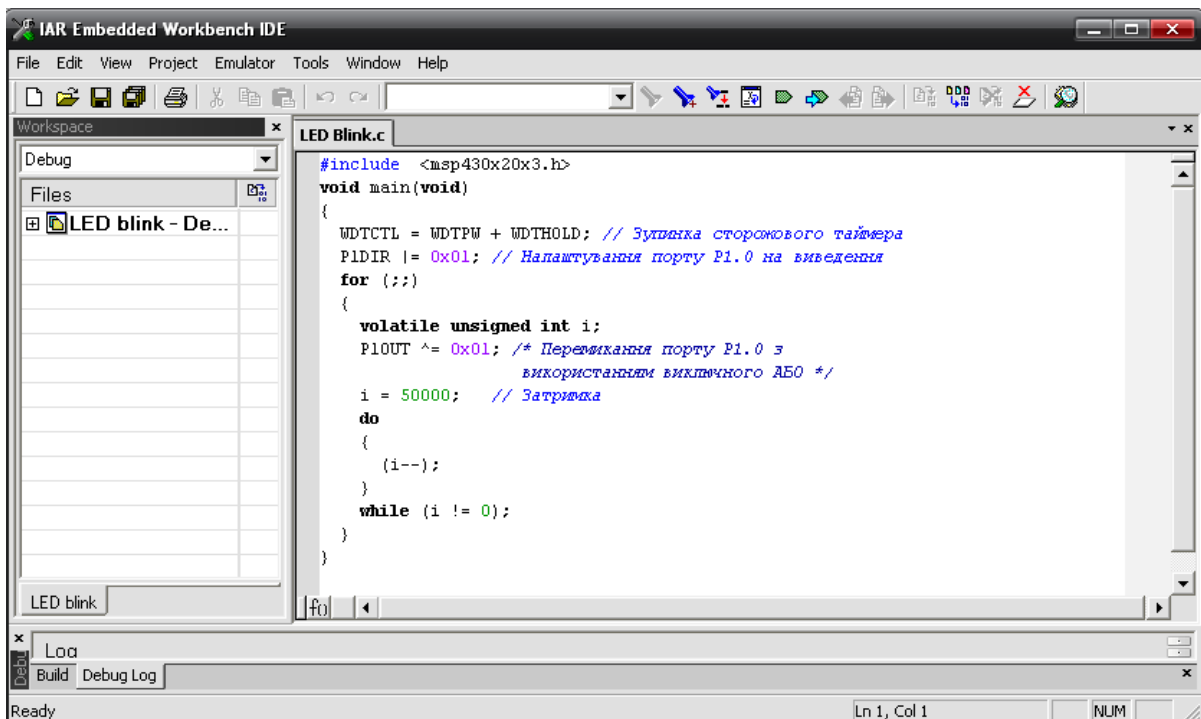 IAR Embedded Workbench IDE
File Edit View Project Emulator Tools Window Help
Workspace
Debug
Files
LED blink - De...
LED blink
LED Blink.c
#include <msp430x20x3.h>
void main(void)
{
WDTCTL = WDTPW + WDTHOLD; // Зупинка сторожового таймера
P1DIR |= 0x01; // Налаштування порту P1.0 на виведення
for (;;)
{
volatile unsigned int i;
P1OUT ^= 0x01; /* Перемикання порту P1.0 з
використанням виключного АБО */
i = 50000; // Затримка
do
{
(i--);
}
while (i != 0);
}
}
f()
Log
Debu
Build Debug Log
Ready Ln 1, Col 1 NUM